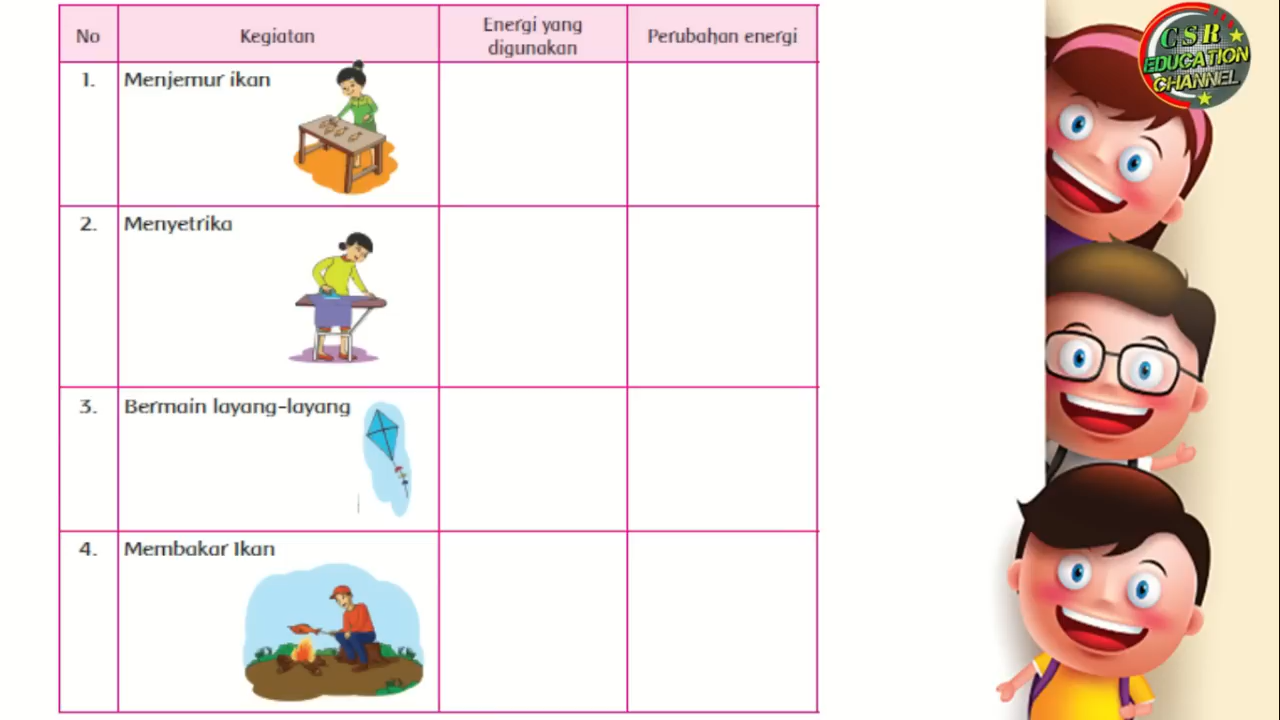 No
Kegiatan
Energi yang
digunakan
Perubahan energi
1.
Menjemur ikan
2.
Menyetrika
3.
Bermain layang-layang
4.
Membakar Ikan
CSR
EDUCATION
CHANNEL